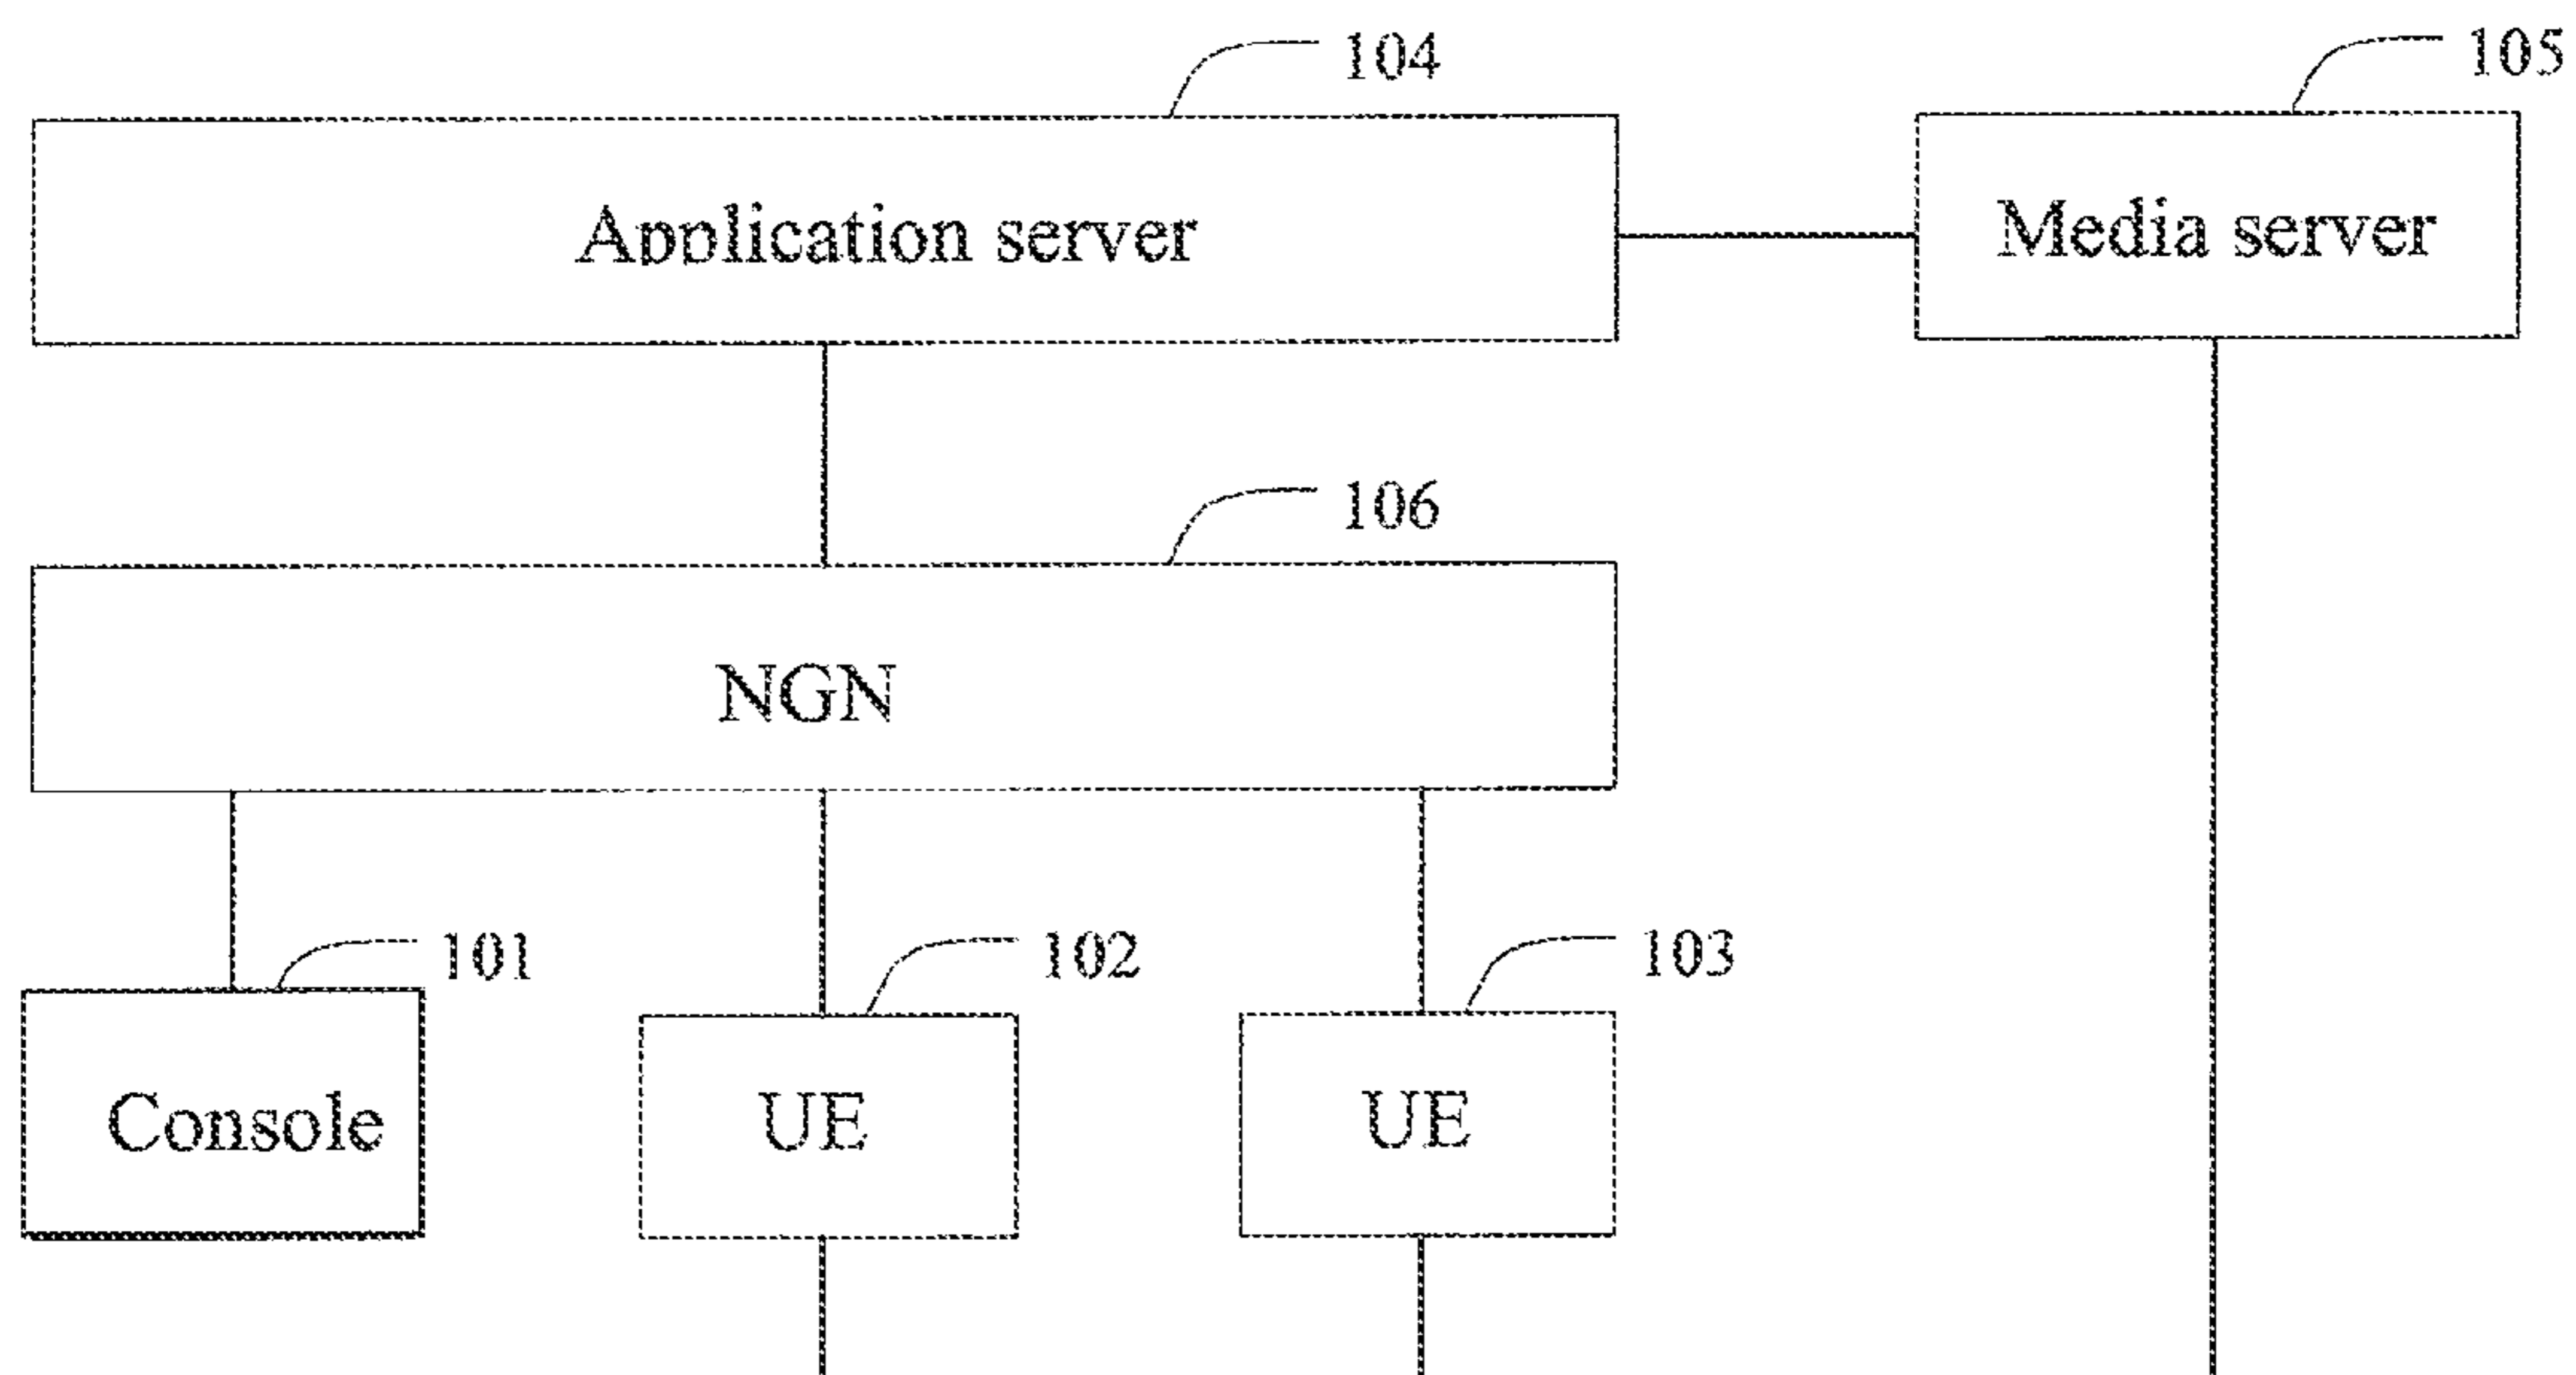 104
105
Application server
Media server
106
NGN
101
102
103
Console
UE
UE